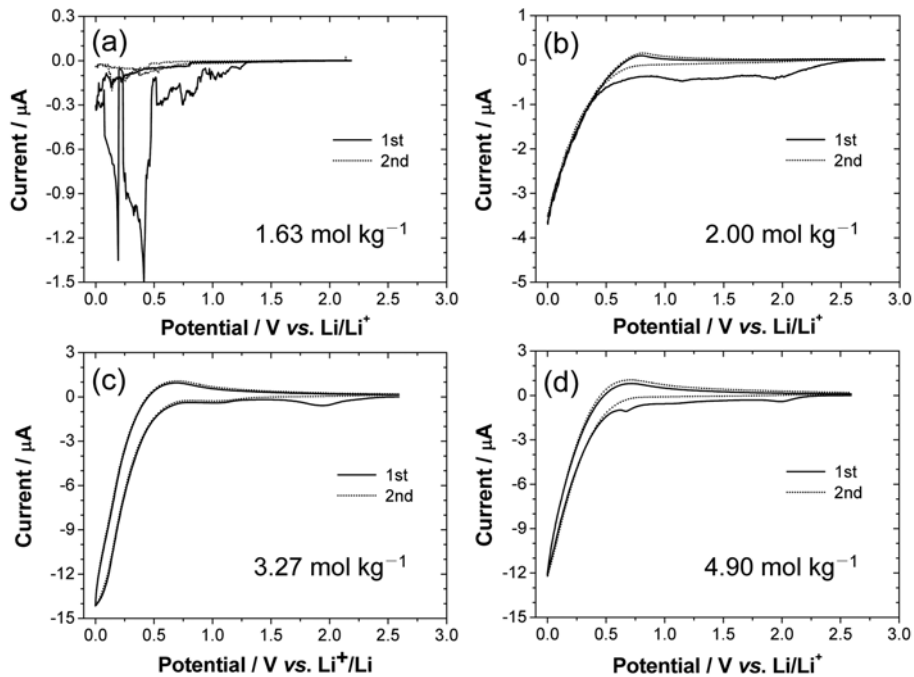 (a)
0.3
0.0
-0.3
-0.6
-0.9
-1.2
-1.5
Current / μA
1st
2nd
1.63 mol kg⁻¹
0.0 0.5 1.0 1.5 2.0 2.5 3.0
Potential / V vs. Li/Li⁺
(b)
1
0
-1
-2
-3
-4
-5
Current / μA
1st
2nd
2.00 mol kg⁻¹
0.0 0.5 1.0 1.5 2.0 2.5 3.0
Potential / V vs. Li/Li⁺
(c)
3
0
-3
-6
-9
-12
-15
Current / μA
1st
2nd
3.27 mol kg⁻¹
0.0 0.5 1.0 1.5 2.0 2.5 3.0
Potential / V vs. Li⁺/Li
(d)
3
0
-3
-6
-9
-12
-15
Current / μA
1st
2nd
4.90 mol kg⁻¹
0.0 0.5 1.0 1.5 2.0 2.5 3.0
Potential / V vs. Li/Li⁺